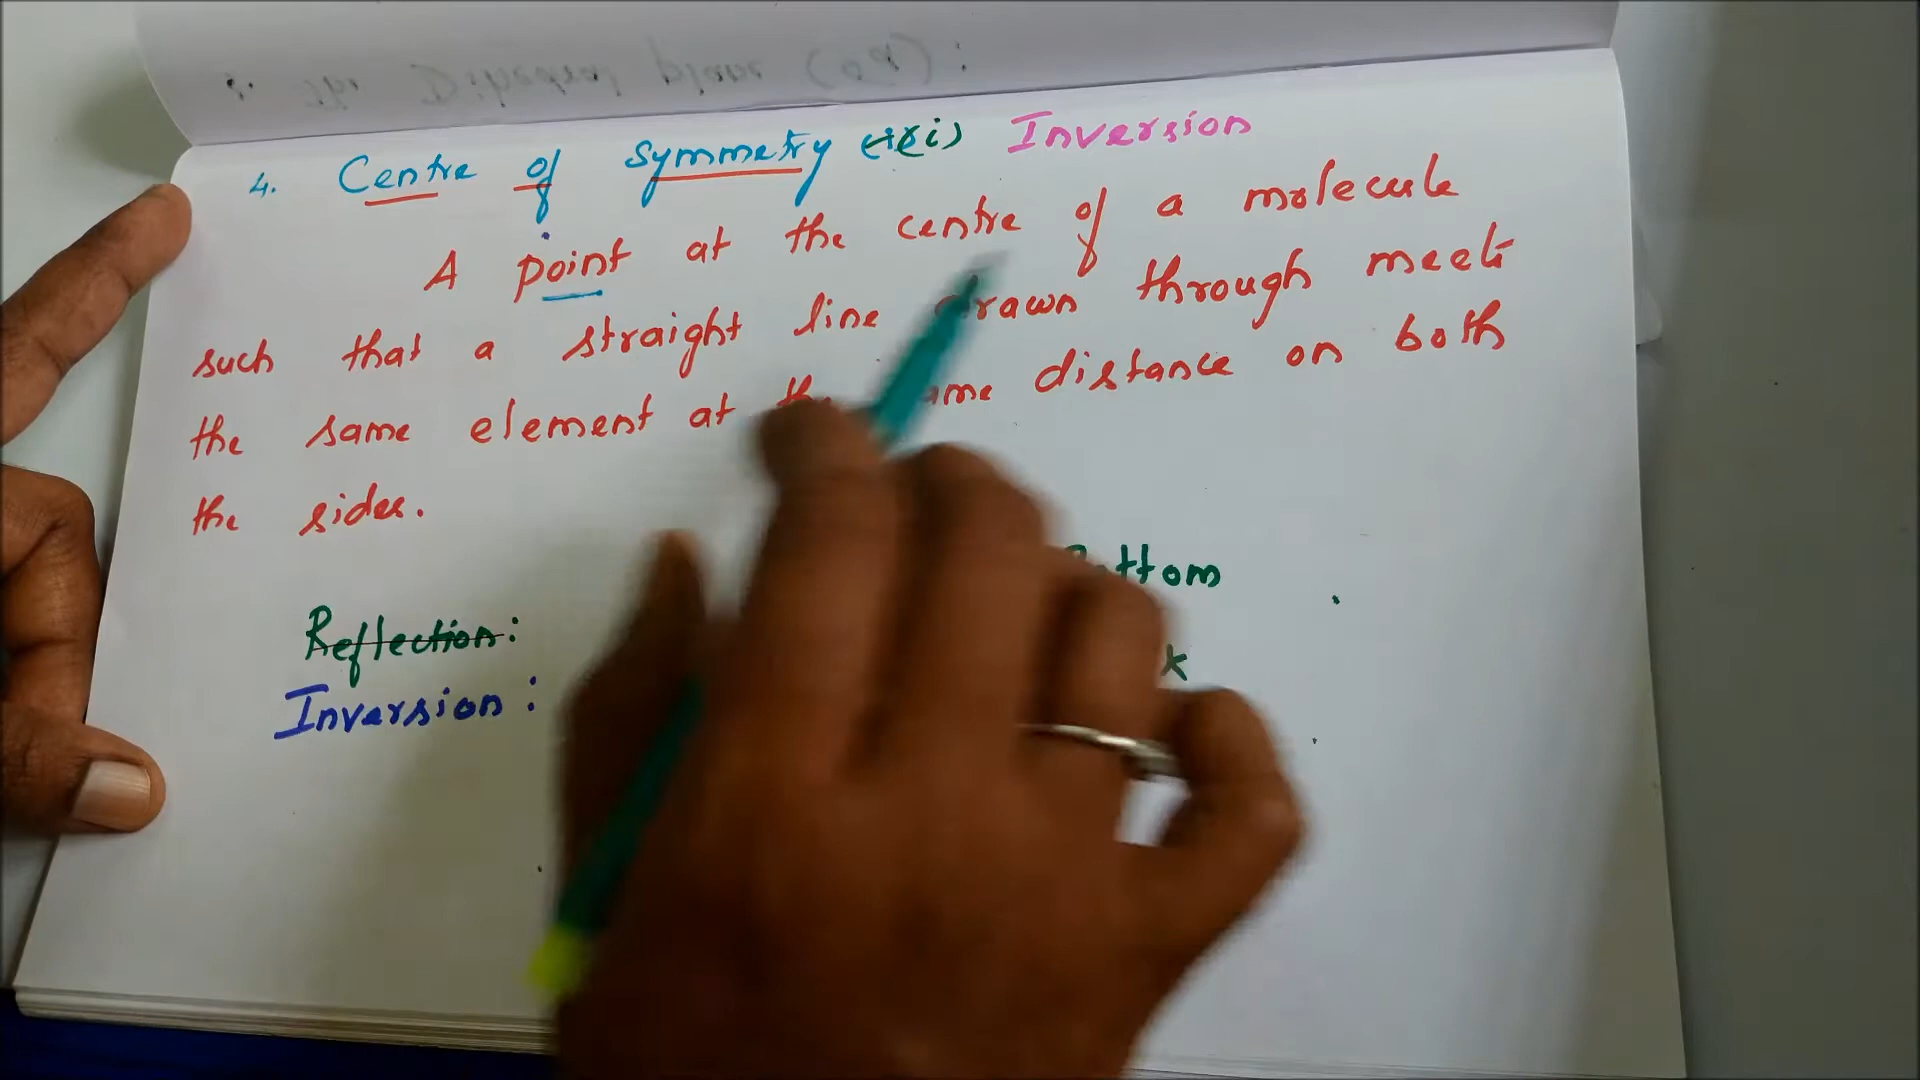 4. Centre of Symmetry (i) Inversion
A point at the centre of a molecule
such that a straight line drawn through meets
the same element at the same distance on both
the sides.
Bottom
Reflection:
Inversion: